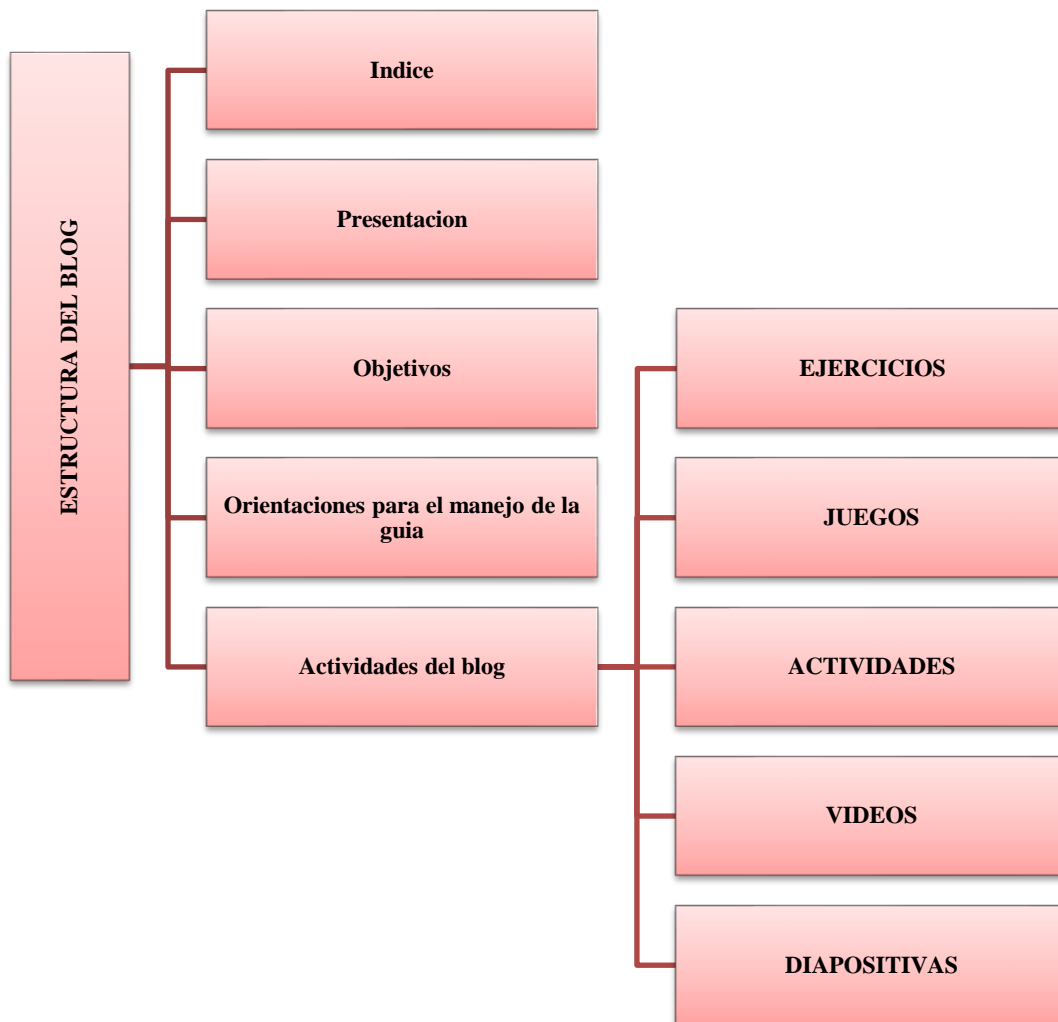 ESTRUCTURA DEL BLOG
Indice
Presentacion
Objetivos
Orientaciones para el manejo de la
guia
Actividades del blog
EJERCICIOS
JUEGOS
ACTIVIDADES
VIDEOS
DIAPOSITIVAS